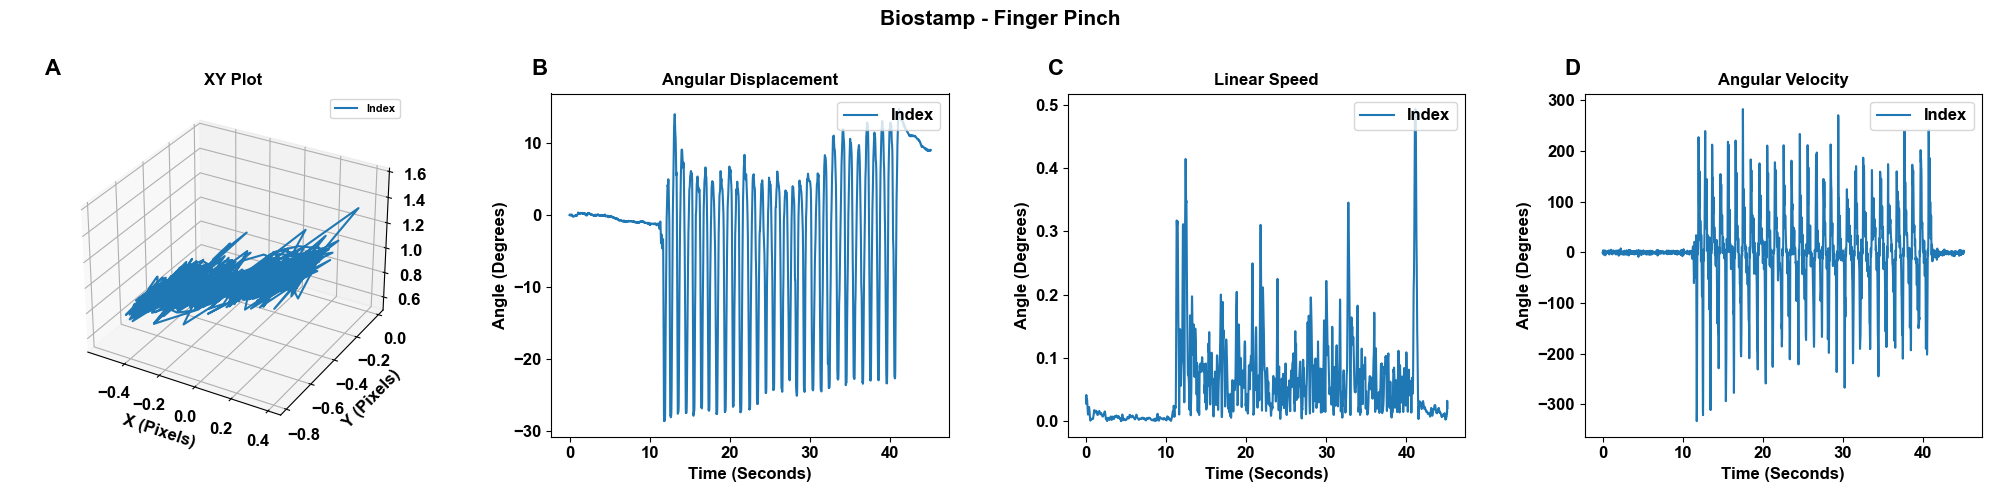 Biostamp - Finger Pinch
A
XY Plot
Index
1.6
1.4
1.2
1.0
0.8
0.6
0.0
−0.2
−0.4
−0.6
−0.8
Y (Pixels)
−0.4
−0.2
0.0
0.2
0.4
X (Pixels)
B
Angular Displacement
Index
Angle (Degrees)
10
0
−10
−20
−30
0 10 20 30 40
Time (Seconds)
C
Linear Speed
Index
Angle (Degrees)
0.5
0.4
0.3
0.2
0.1
0.0
0 10 20 30 40
Time (Seconds)
D
Angular Velocity
Index
Angle (Degrees)
300
200
100
0
−100
−200
−300
0 10 20 30 40
Time (Seconds)